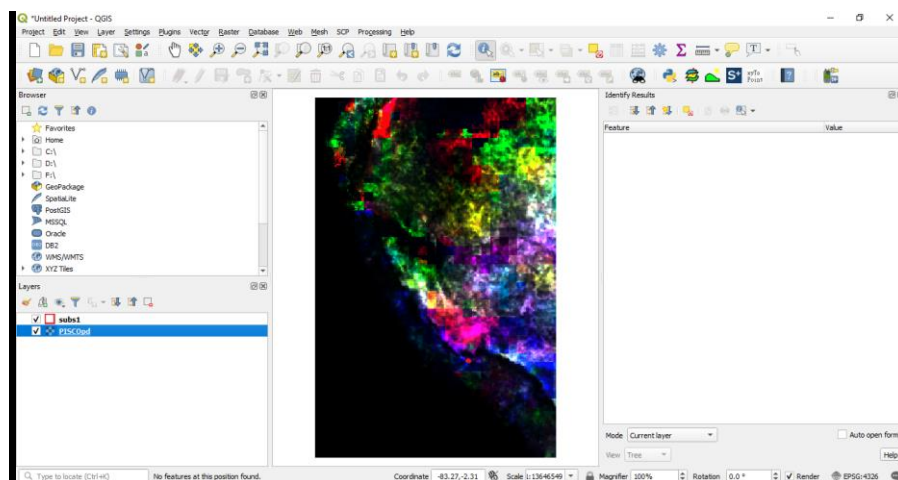 *Untitled Project - QGIS
Project Edit View Layer Settings Plugins Vector Raster Database Web Mesh SCP Processing Help
Browser
Identify Results
Favorites
Home
C:\
D:\
F:\
GeoPackage
SpatiaLite
PostGIS
MSSQL
Oracle
DB2
WMS/WMTS
XYZ Tiles
Feature Value
Layers
subs1
PISCOpd
Mode Current layer Auto open form
View Tree Help
Type to locate (Ctrl+K) No features at this position found. Coordinate -83.27,-2.31 Scale 1:13646549 Magnifier 100% Rotation 0.0 ° Render EPSG:4326